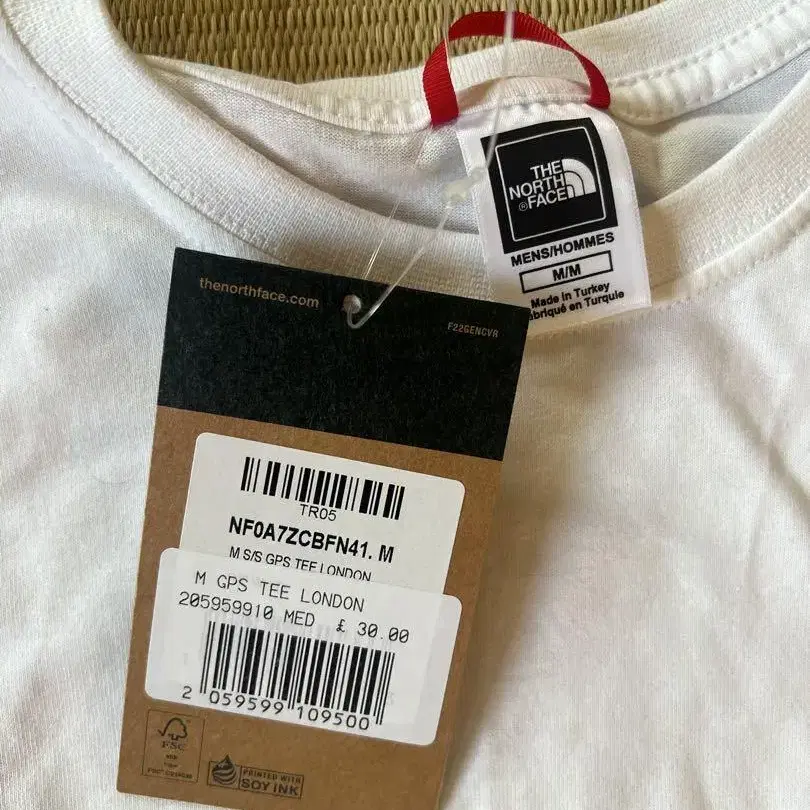 THE
NORTH
FACE
®
MENS/HOMMES
M/M
Made in Turkey
abriqué en Turquie
thenorthface.com
F22GENCVR
TR05
NF0A7ZCBFN41. M
M S/S GPS TEE LONDON
M GPS TEE LONDON
205959910 MED £ 30.00
2 059599 109500
FSC
PRINTED WITH
SOY INK